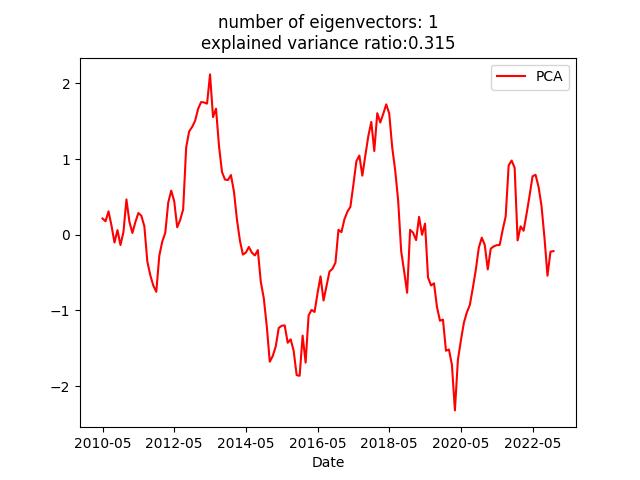 number of eigenvectors: 1
explained variance ratio:0.315
PCA
2
1
0
−1
−2
2010-05 2012-05 2014-05 2016-05 2018-05 2020-05 2022-05
Date